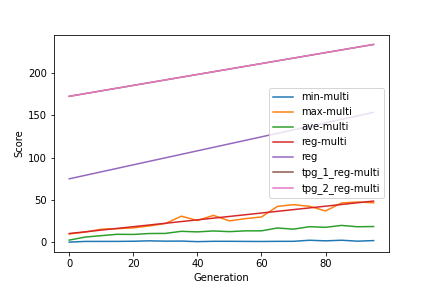 200
150
100
50
0
Score
min-multi
max-multi
ave-multi
reg-multi
reg
tpg_1_reg-multi
tpg_2_reg-multi
0 20 40 60 80
Generation